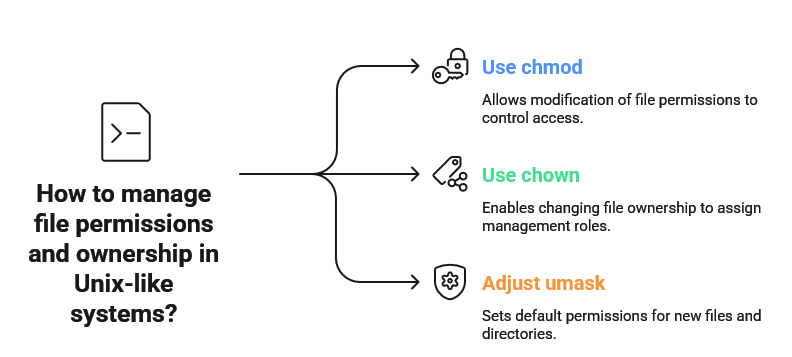 How to manage
file permissions
and ownership in
Unix-like
systems?
Use chmod
Allows modification of file permissions to
control access.
Use chown
Enables changing file ownership to assign
management roles.
Adjust umask
Sets default permissions for new files and
directories.